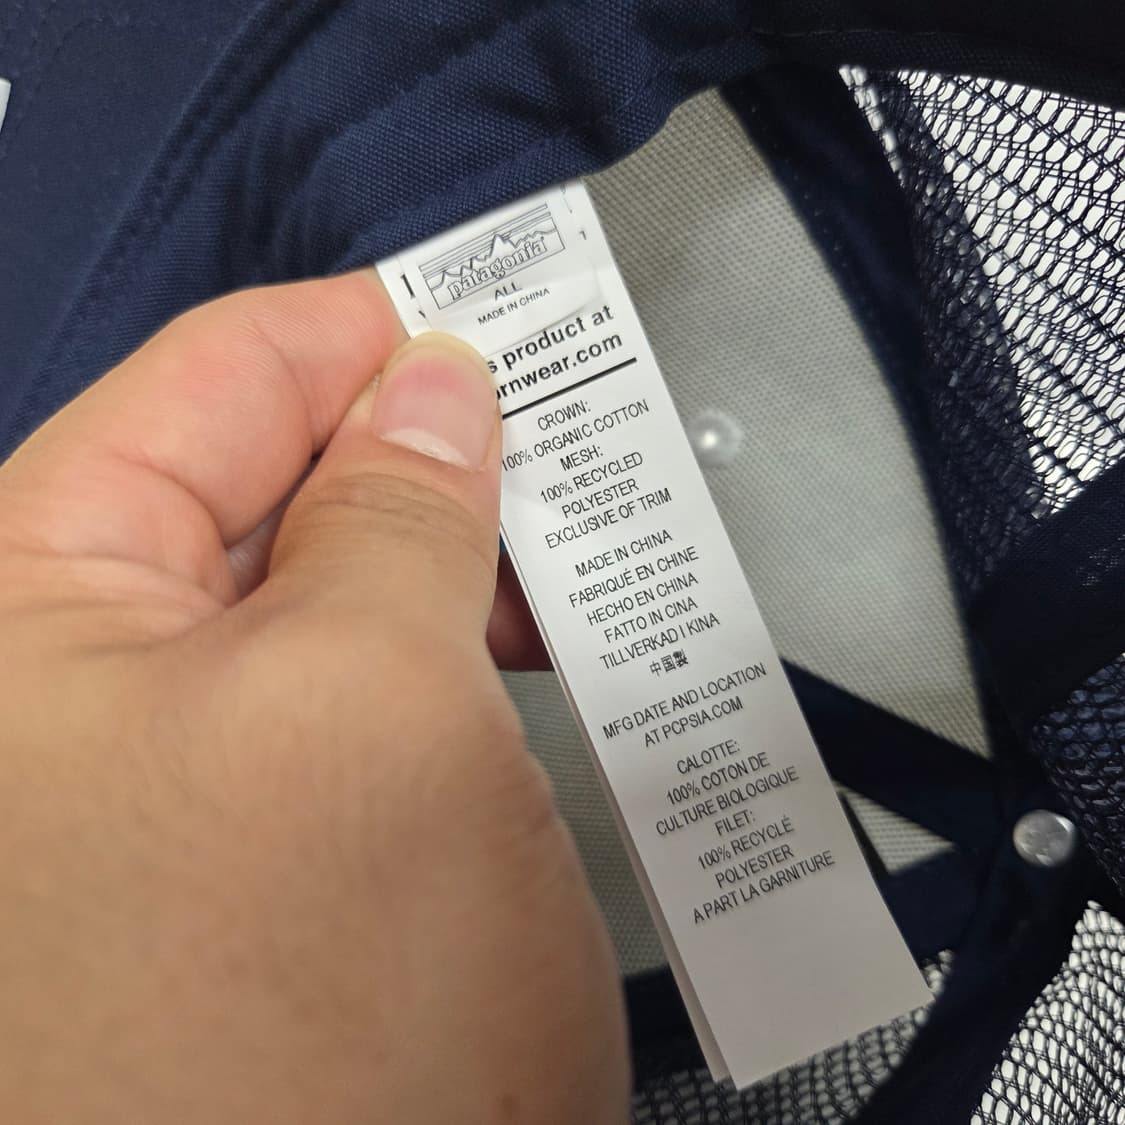 patagonia
ALL
MADE IN CHINA
product at
wear.com
CROWN:
100% ORGANIC COTTON
MESH:
100% RECYCLED
POLYESTER
EXCLUSIVE OF TRIM
MADE IN CHINA
FABRIQUÉ EN CHINE
HECHO EN CHINA
FATTO IN CINA
TILLVERKAD I KINA
中国製
MFG DATE AND LOCATION
AT PCPSIA.COM
CALOTTE:
100% COTON DE
CULTURE BIOLOGIQUE
FILET:
100% RECYCLÉ
POLYESTER
A PART LA GARNITURE